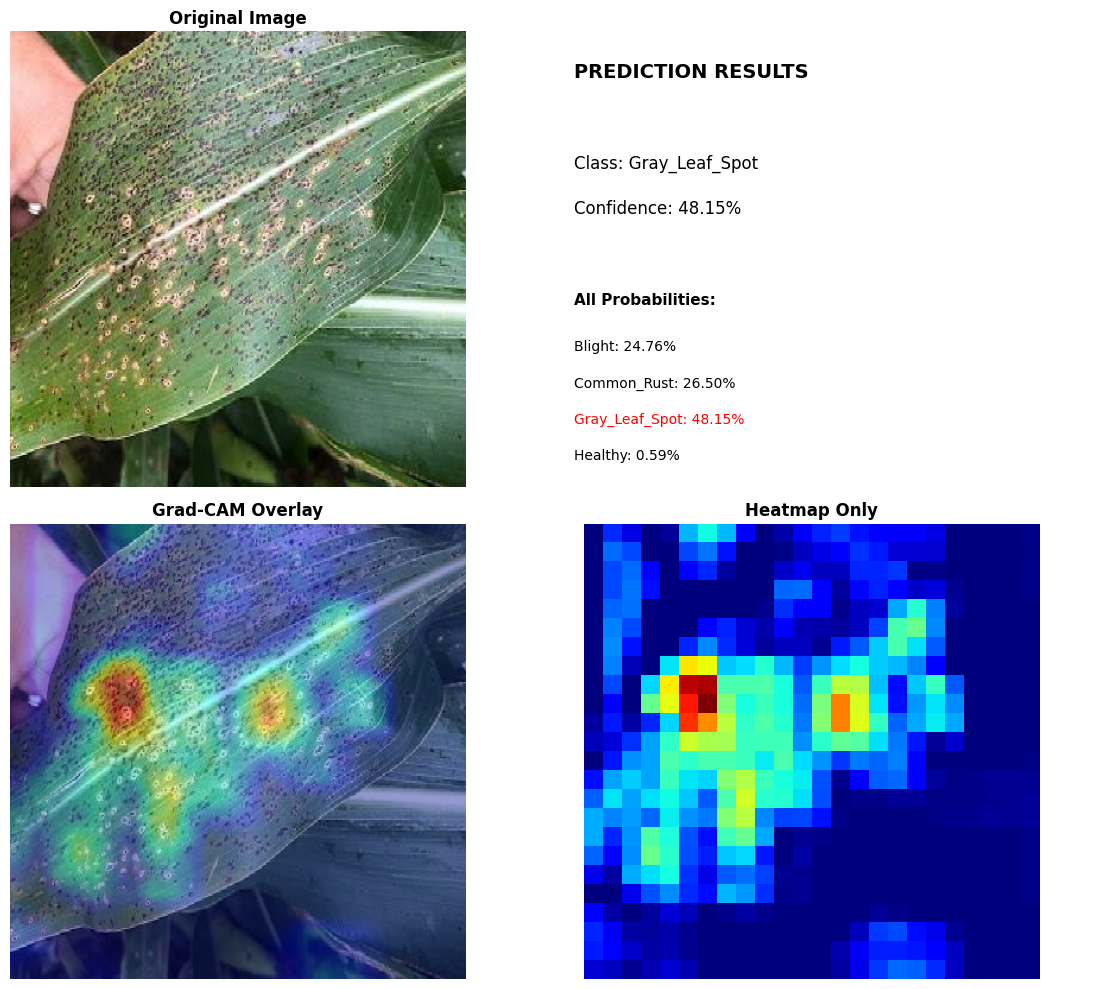 Original Image
PREDICTION RESULTS
Class: Gray_Leaf_Spot
Confidence: 48.15%
All Probabilities:
Blight: 24.76%
Common_Rust: 26.50%
Gray_Leaf_Spot: 48.15%
Healthy: 0.59%
Grad-CAM Overlay
Heatmap Only